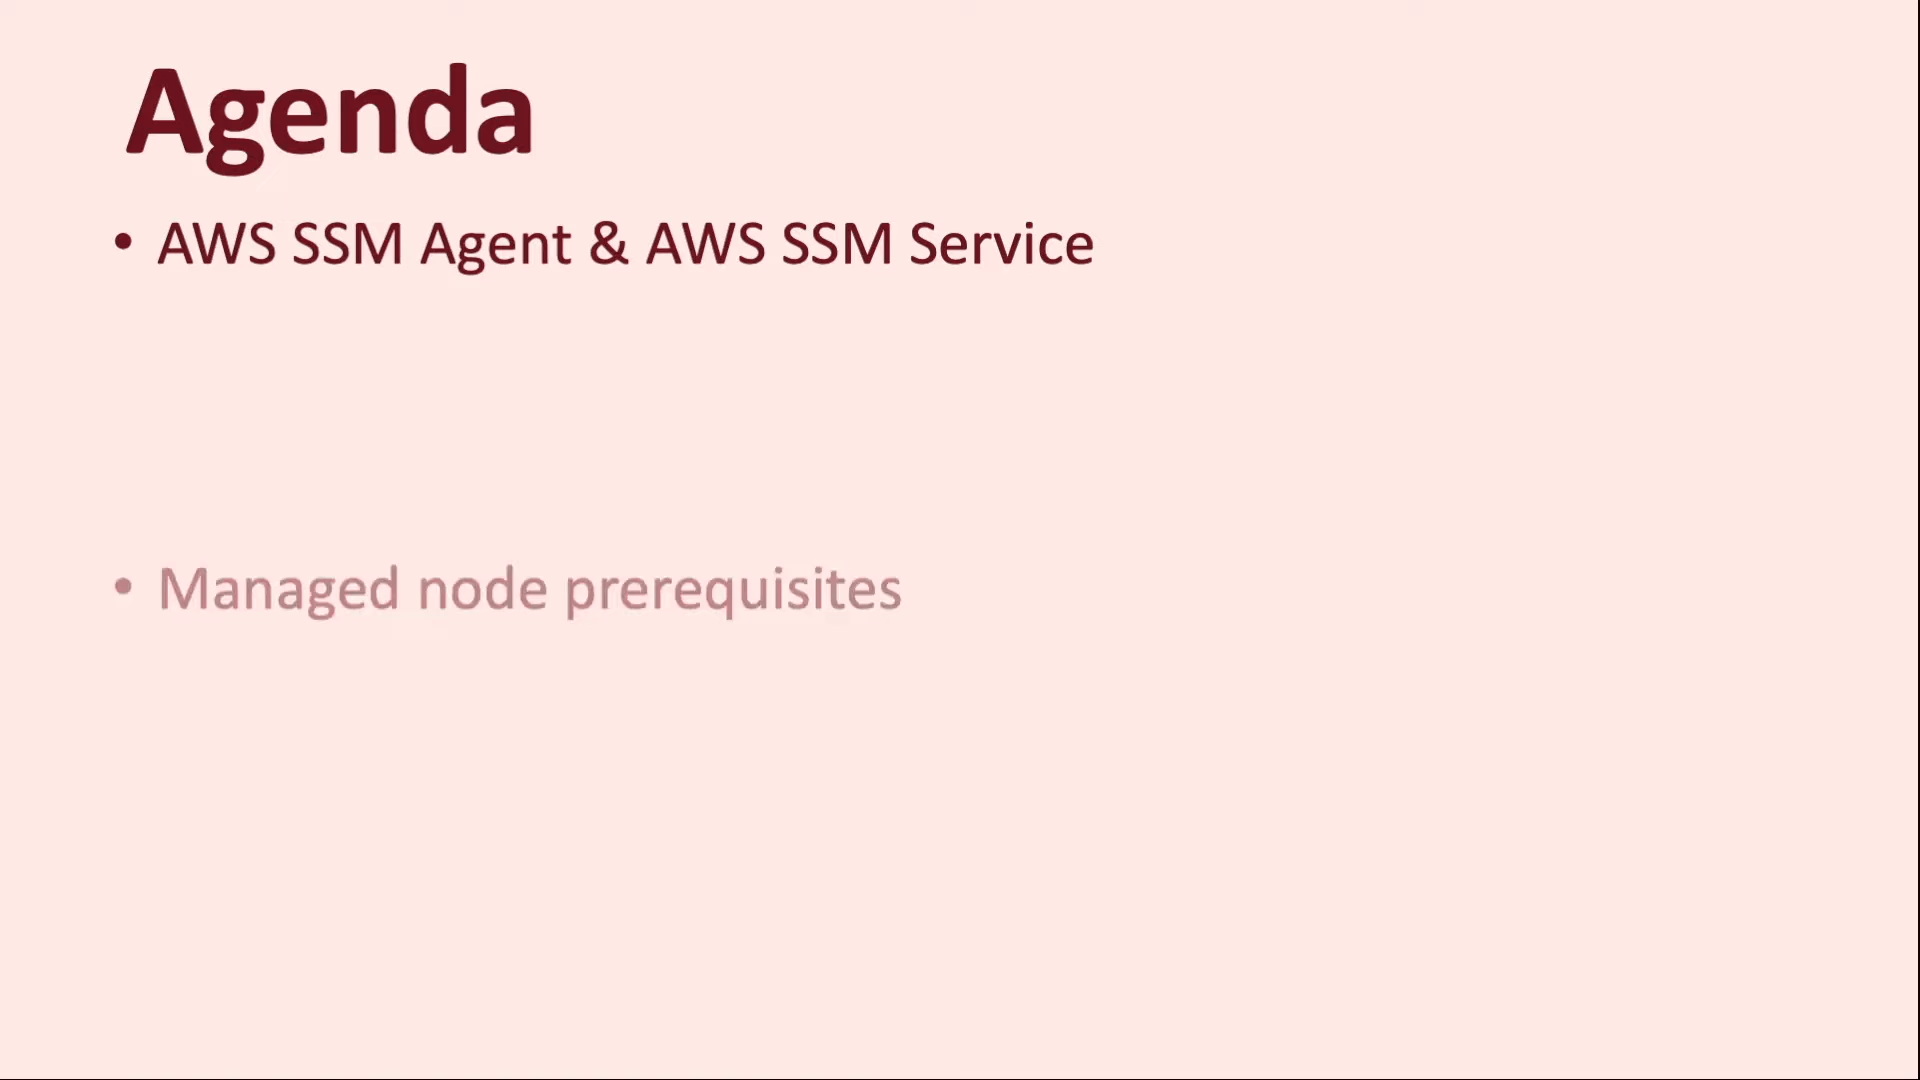 Agenda
• AWS SSM Agent & AWS SSM Service
• Managed node prerequisites